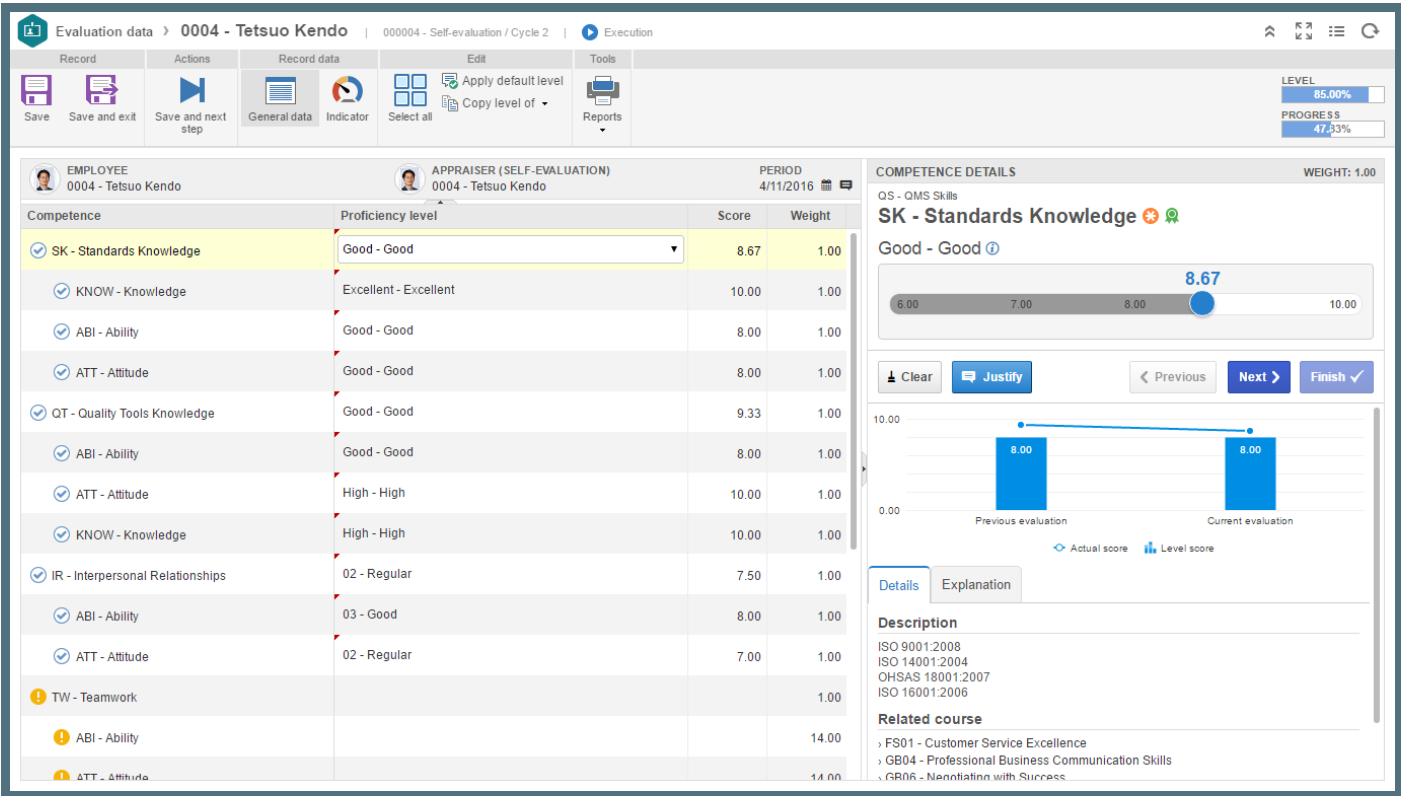 Evaluation data › 0004 - Tetsuo Kendo | 000004 - Self-evaluation / Cycle 2 | Execution
Record Actions Record data Edit Tools
Save
Save and exit
Save and next step
General data
Indicator
Select all
Apply default level
Copy level of
Reports
LEVEL
85.00%
PROGRESS
47.83%
EMPLOYEE
0004 - Tetsuo Kendo
APPRAISER (SELF-EVALUATION)
0004 - Tetsuo Kendo
PERIOD
4/11/2016
Competence Proficiency level Score Weight
SK - Standards Knowledge Good - Good 8.67 1.00
KNOW - Knowledge Excellent - Excellent 10.00 1.00
ABI - Ability Good - Good 8.00 1.00
ATT - Attitude Good - Good 8.00 1.00
QT - Quality Tools Knowledge Good - Good 9.33 1.00
ABI - Ability Good - Good 8.00 1.00
ATT - Attitude High - High 10.00 1.00
KNOW - Knowledge High - High 10.00 1.00
IR - Interpersonal Relationships 02 - Regular 7.50 1.00
ABI - Ability 03 - Good 8.00 1.00
ATT - Attitude 02 - Regular 7.00 1.00
TW - Teamwork 1.00
ABI - Ability 14.00
ATT - Attitude 14.00
COMPETENCE DETAILS WEIGHT: 1.00
QS - QMS Skills
SK - Standards Knowledge
Good - Good
8.67
6.00 7.00 8.00 10.00
Clear Justify Previous Next Finish
10.00
8.00 8.00
0.00
Previous evaluation Current evaluation
Actual score Level score
Details Explanation
Description
ISO 9001:2008
ISO 14001:2004
OHSAS 18001:2007
ISO 16001:2006
Related course
› FS01 - Customer Service Excellence
› GB04 - Professional Business Communication Skills
› GB06 - Negotiating with Success